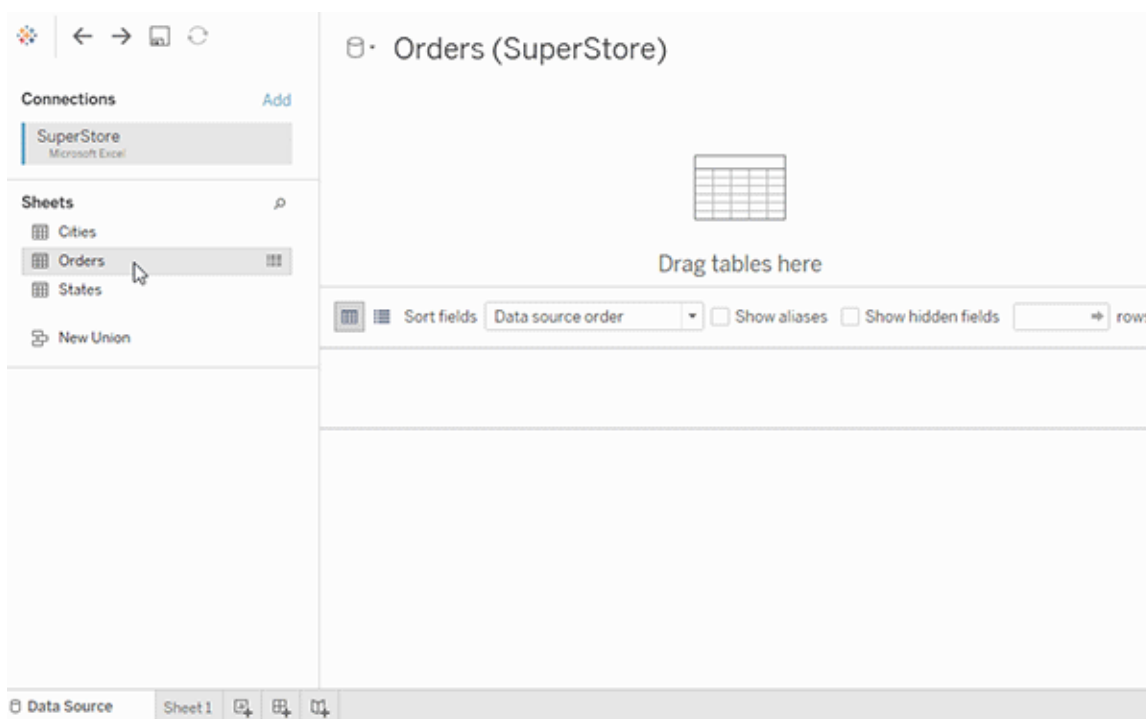 Orders (SuperStore)
Connections
Add
SuperStore
Microsoft Excel
Sheets
Cities
Orders
States
New Union
Drag tables here
Sort fields Data source order Show aliases Show hidden fields rows
Data Source Sheet 1